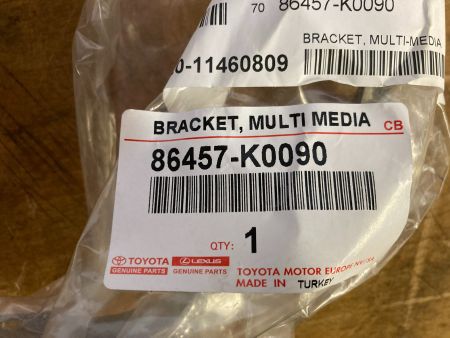 70 86457-K0090
BRACKET, MULTI-MEDIA
0-11460809
BRACKET, MULTI MEDIA CB
86457-K0090
QTY: 1
TOYOTA LEXUS
GENUINE PARTS GENUINE PARTS
TOYOTA MOTOR EUROPE
MADE IN TURKEY